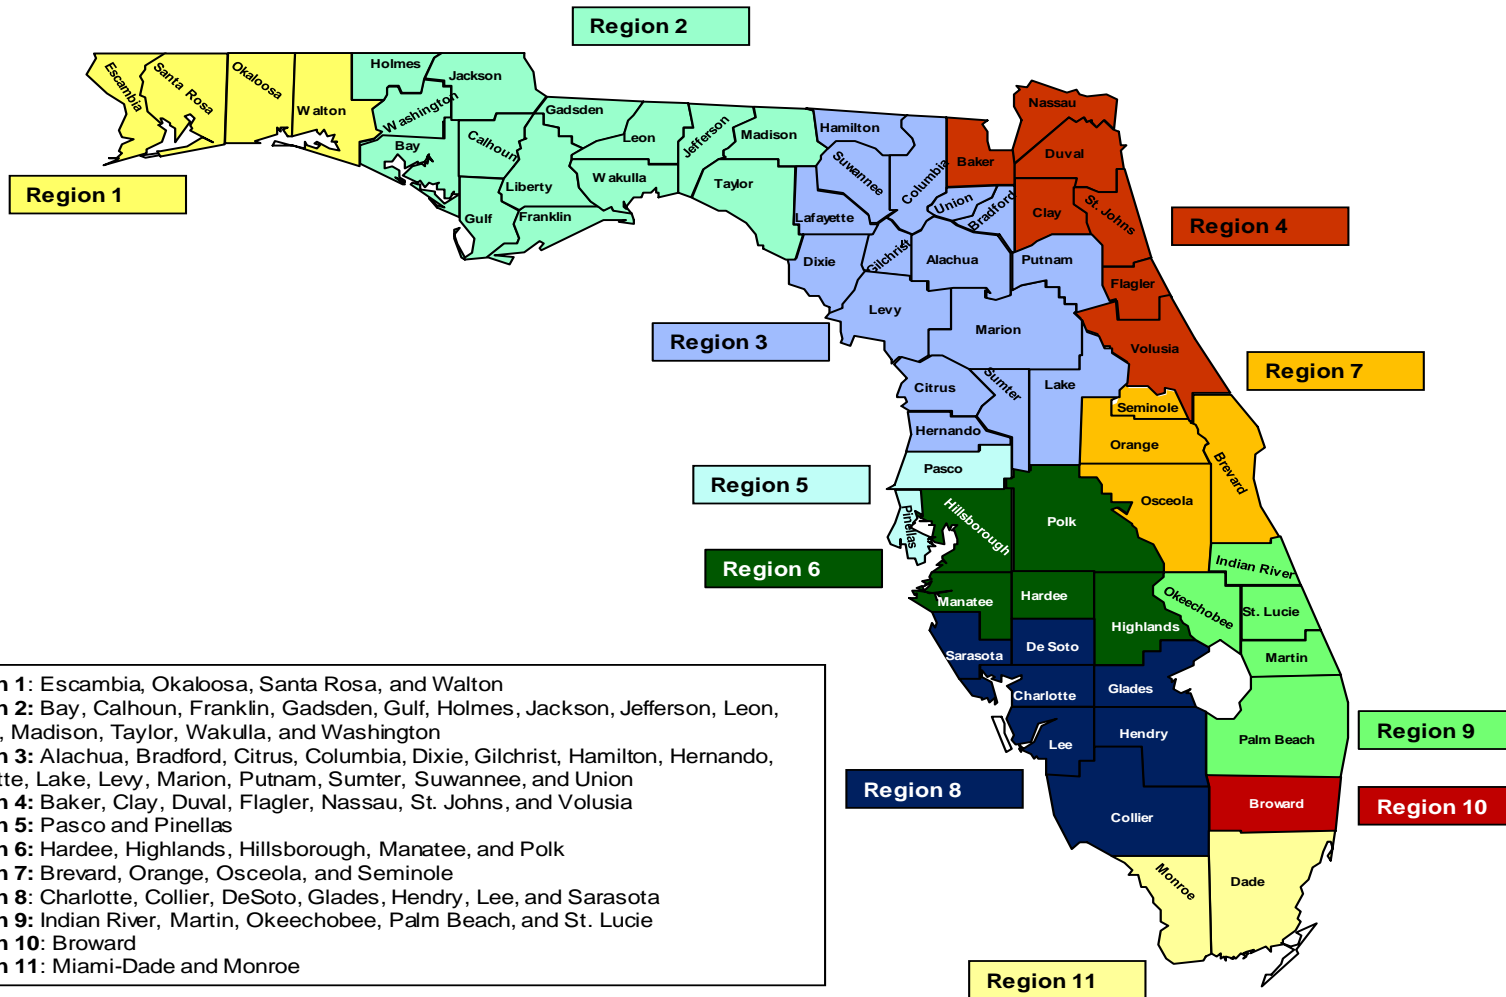 Region 2
Holmes
Jackson
Escambia
Santa Rosa
Okaloosa
Walton
Washington
Bay
Calhoun
Gadsden
Leon
Jefferson
Madison
Liberty
Wakulla
Taylor
Gulf
Franklin
Region 1
Hamilton
Suwannee
Columbia
Baker
Nassau
Duval
Union
Bradford
Clay
St. Johns
Lafayette
Region 4
Dixie
Gilchrist
Alachua
Putnam
Flagler
Levy
Marion
Volusia
Region 3
Region 7
Citrus
Sumter
Lake
Seminole
Hernando
Orange
Brevard
Pasco
Region 5
Osceola
Pinellas
Hillsborough
Polk
Region 6
Indian River
Manatee
Hardee
Okeechobee
St. Lucie
Highlands
Sarasota
De Soto
Martin
Charlotte
Glades
Lee
Hendry
Palm Beach
Region 9
Region 8
Collier
Broward
Region 10
Monroe
Dade
Region 11
n 1: Escambia, Okaloosa, Santa Rosa, and Walton
n 2: Bay, Calhoun, Franklin, Gadsden, Gulf, Holmes, Jackson, Jefferson, Leon,
, Madison, Taylor, Wakulla, and Washington
n 3: Alachua, Bradford, Citrus, Columbia, Dixie, Gilchrist, Hamilton, Hernando,
tte, Lake, Levy, Marion, Putnam, Sumter, Suwannee, and Union
n 4: Baker, Clay, Duval, Flagler, Nassau, St. Johns, and Volusia
n 5: Pasco and Pinellas
n 6: Hardee, Highlands, Hillsborough, Manatee, and Polk
n 7: Brevard, Orange, Osceola, and Seminole
n 8: Charlotte, Collier, DeSoto, Glades, Hendry, Lee, and Sarasota
n 9: Indian River, Martin, Okeechobee, Palm Beach, and St. Lucie
n 10: Broward
n 11: Miami-Dade and Monroe